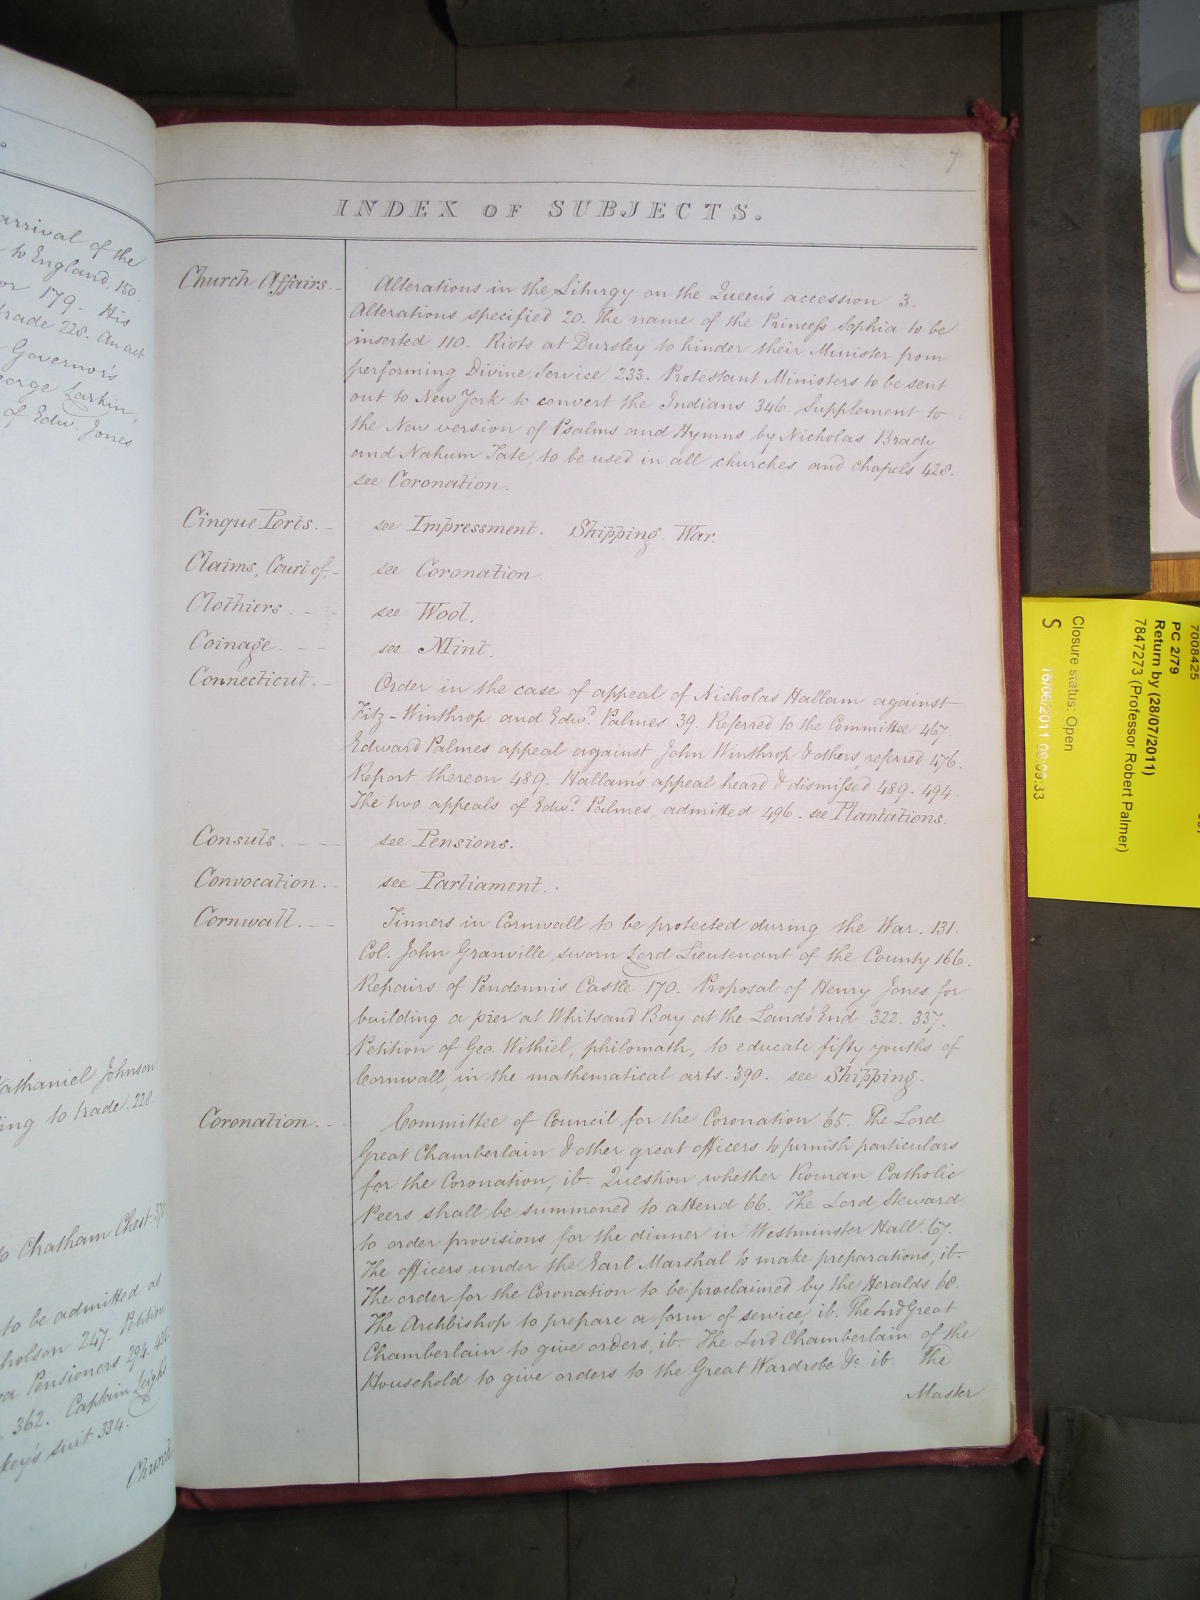 arrival of the
to England, 150.
or 179. His
trade 228. An act
Governor's
George Larkin,
of Edwd. Jones
Nathaniel Johnson
ing to trade. 228.
to Chatham Chest
to be admitted as
holson 247. Petition
Pensioners 294.
362. Captain Leighl
key's suit 334.
Church
7
INDEX OF SUBJECTS.
Church Affairs.- Alterations in the Liturgy on the Queen's accession 3.
Alterations specified 20. The name of the Princess Sophia to be
inserted 110. Riots at Dursley to hinder their Minister from
performing Divine Service 233. Protestant Ministers to be sent
out to New York to convert the Indians 346. Supplement to
the New version of Psalms and Hymns by Nicholas Brady
and Nahum Tate, to be used in all churches and chapels 428.
see Coronation.
Cinque Ports.- see Impressment. Shipping War.
Claims, Court of,- see Coronation.
Clothiers. - - see Wool.
Coinage. - - see Mint.
Connecticut. - Order in the case of appeal of Nicholas Hallam against
Fitz-Winthrop and Edwd. Palmes 39. Referred to the Committee 467.
Edward Palmes appeal against John Winthrop & others, referred 476.
Report thereon 489. Hallam's appeal heard & dismissed 489. 494.
The two appeals of Edwd. Palmes, admitted 496. see Plantations.
Consuls. - - see Pensions.
Convocation. - see Parliament.
Cornwall. - - Tinners in Cornwall to be protected during the War. 131.
Col. John Granville, sworn Lord Lieutenant of the County 166.
Repairs of Pendennis Castle 170. Proposal of Henry Jones for
building a pier at Whitsand Bay at the Land's End 322. 337.
Petition of Geo. Withiel, philomath, to educate fifty youths of
Cornwall, in the mathematical arts. 390. see Shipping.
Coronation. - Committee of Council for the Coronation 65. The Lord
Great Chamberlain & other great officers to furnish particulars
for the Coronation, ib. Question whether Roman Catholic
Peers shall be summoned to attend 66. The Lord Steward
to order provisions for the dinner in Westminster Hall. 67.
The officers under the Earl Marshal to make preparations, ib.
The order for the Coronation to be proclaimed by the Heralds 68.
The Archbishop to prepare a form of service, ib. The Lord Great
Chamberlain to give orders, ib. The Lord Chamberlain of the
Household to give orders to the Great Wardrobe &c. ib. The
Master
7008425
PC 2/79
Return by (28/07/2011)
7847273 (Professor Robert Palmer)
Closure status: Open
S
16/06/2011 09:09:33